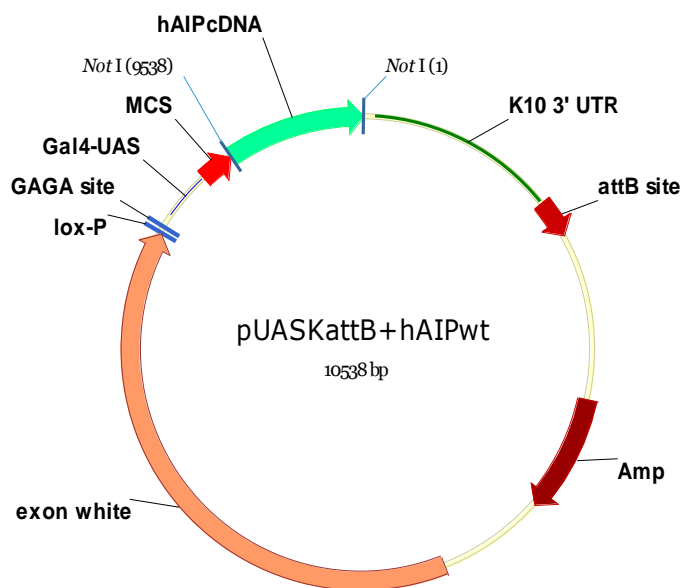 hAIPcDNA
Not I (9538)
Not I (1)
MCS
K10 3' UTR
Gal4-UAS
attB site
GAGA site
lox-P
pUASKattB+hAIPwt
10538 bp
Amp
exon white